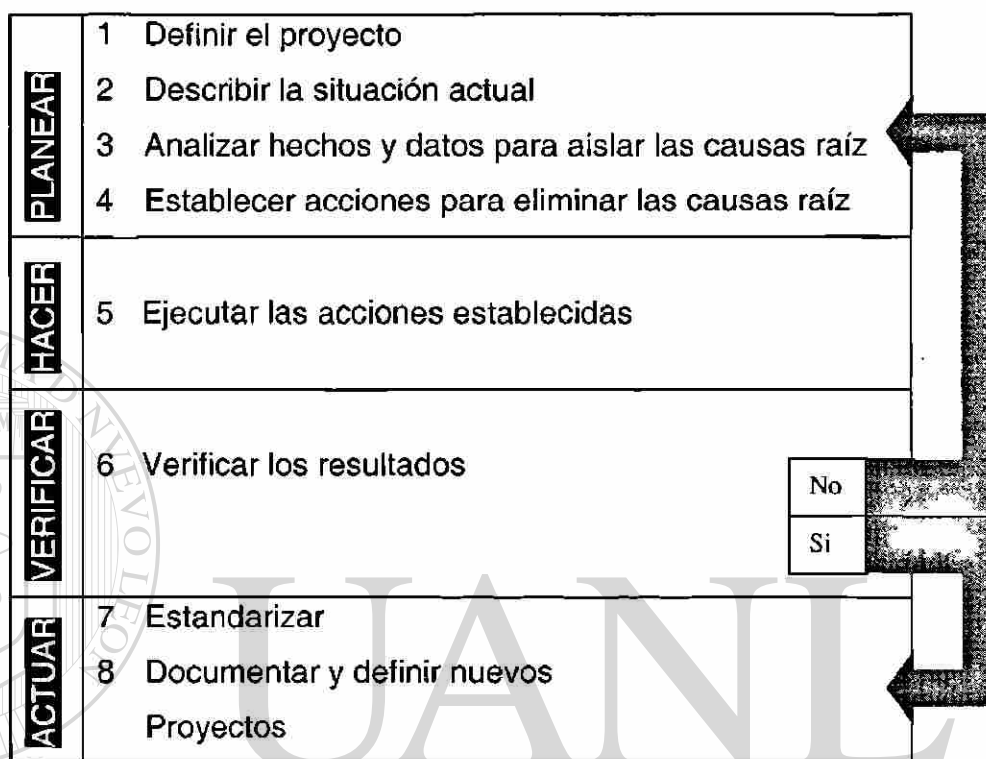 PLANEAR
1 Definir el proyecto
2 Describir la situación actual
3 Analizar hechos y datos para aislar las causas raíz
4 Establecer acciones para eliminar las causas raíz
HACER
5 Ejecutar las acciones establecidas
VERIFICAR
6 Verificar los resultados
No
Si
ACTUAR
7 Estandarizar
8 Documentar y definir nuevos
Proyectos
UANL
NUEVO LEÓN